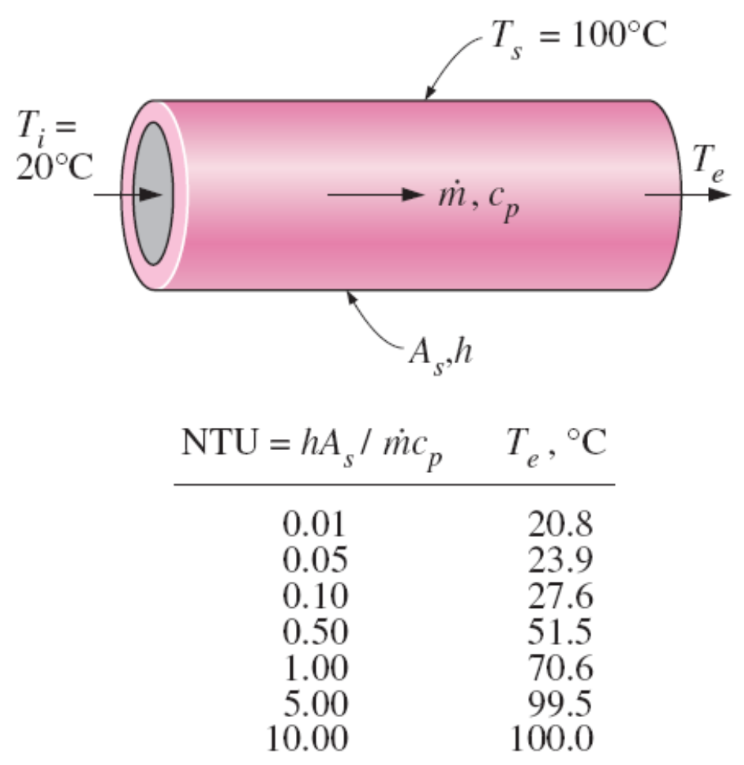 T_s = 100°C
T_i =
20°C
T_e
ṁ, c_p
A_s,h
NTU = hA_s / ṁc_p T_e, °C
0.01 20.8
0.05 23.9
0.10 27.6
0.50 51.5
1.00 70.6
5.00 99.5
10.00 100.0